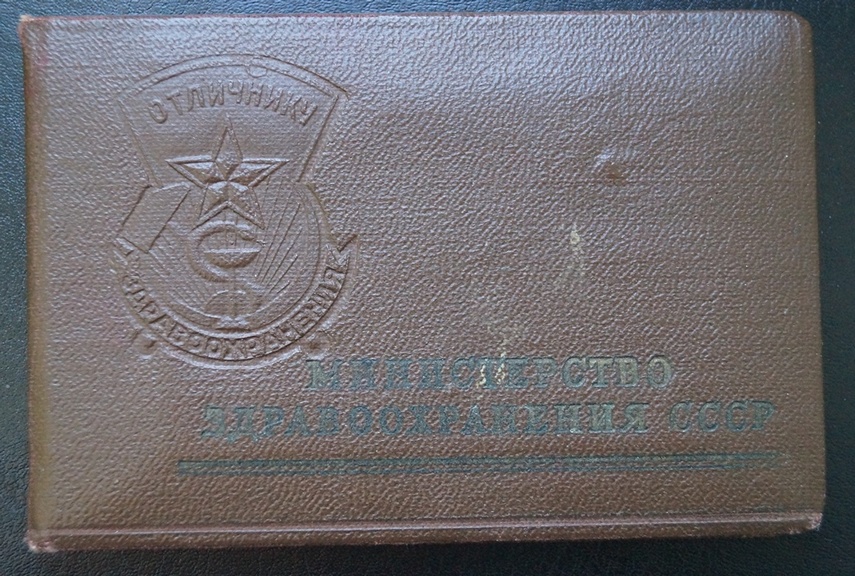 ОТЛИЧНИКУ
ЗДРАВООХРАНЕНИЯ
МИНИСТЕРСТВО
ЗДРАВООХРАНЕНИЯ СССР